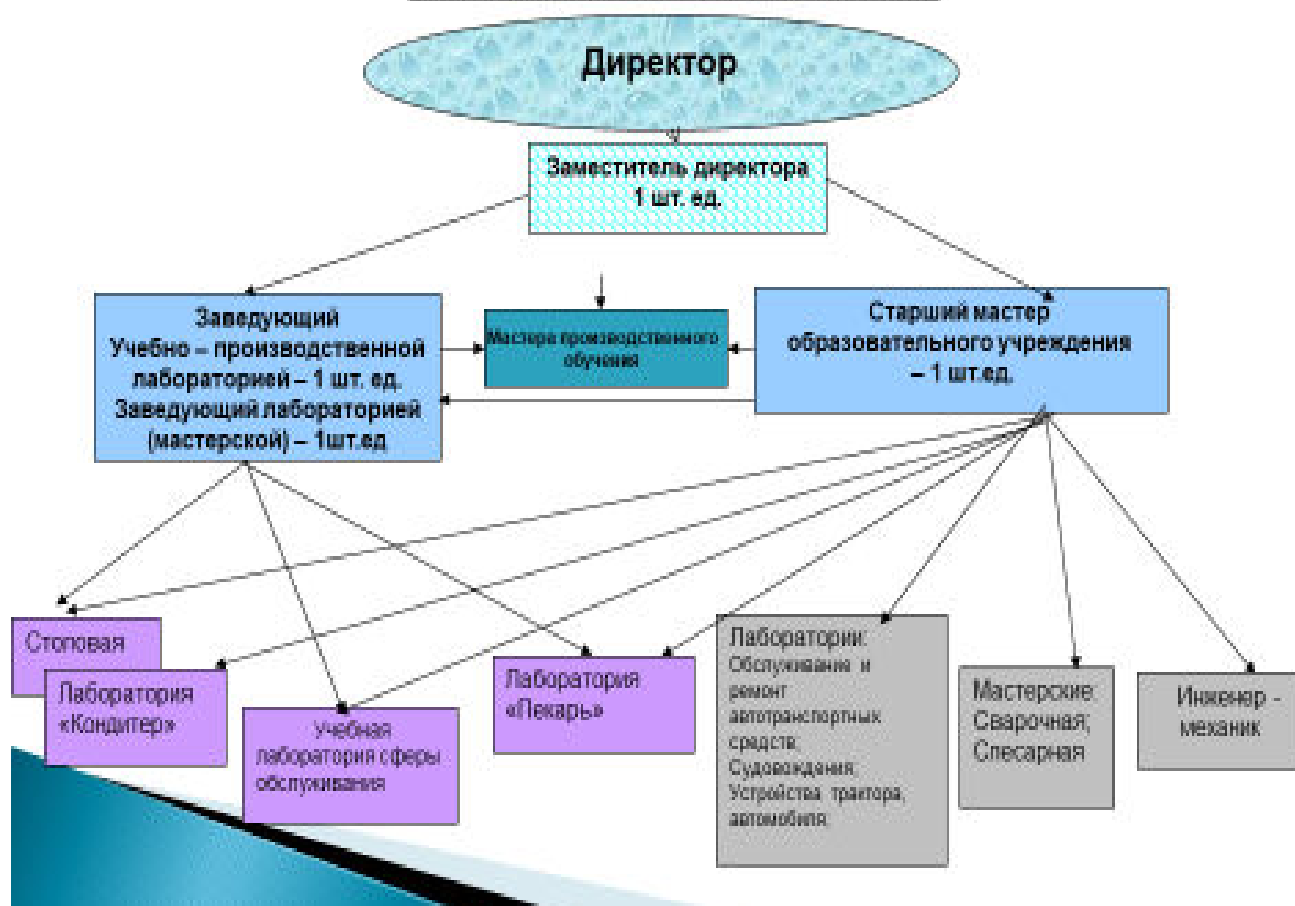 Директор
Заместитель директора
1 шт. ед.
Заведующий
Учебно – производственной
лабораторией – 1 шт. ед.
Заведующий лабораторией
(мастерской) – 1шт.ед
Мастера производственного
обучения
Старший мастер
образовательного учреждения
– 1 шт.ед.
Столовая
Лаборатория
«Кондитер»
Учебная
лаборатория сферы
обслуживания
Лаборатория
«Пекарь»
Лаборатории:
Обслуживание и
ремонт
автотранспортных
средств;
Судовождения;
Устройства трактора,
автомобиля;
Мастерские:
Сварочная;
Слесарная
Инженер -
механик